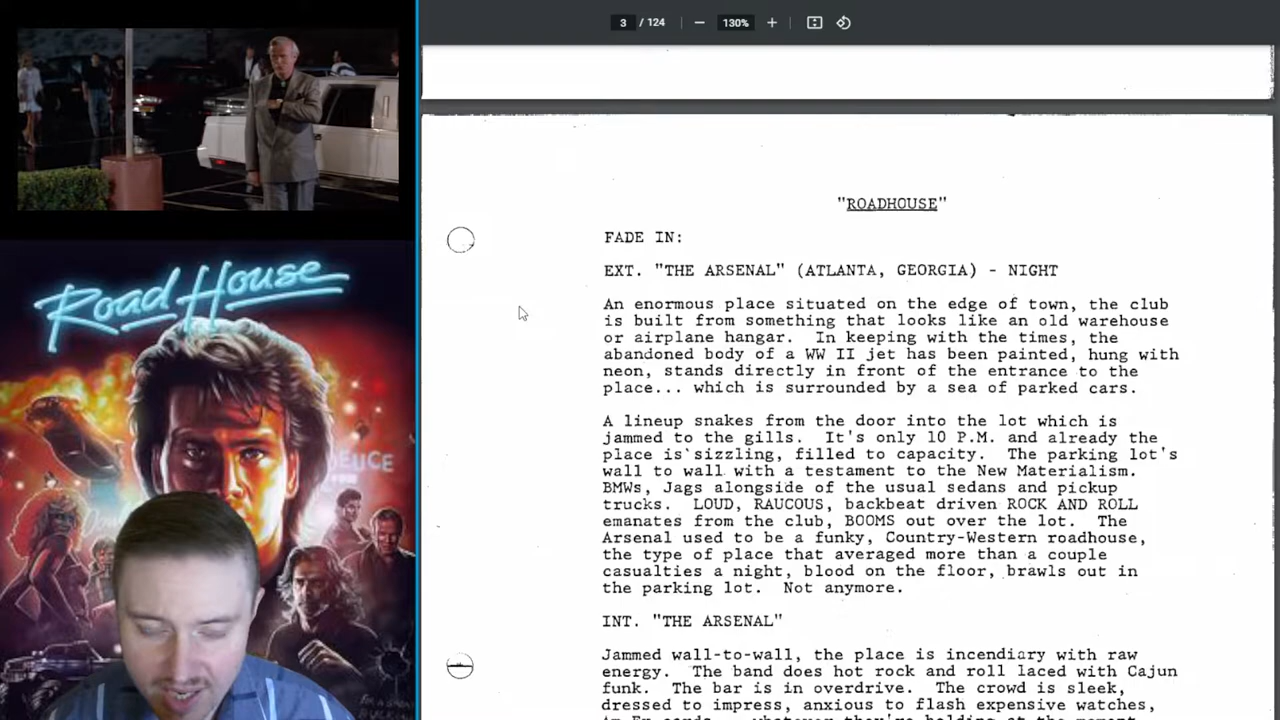 3 / 124
130%
Road House
DEUCE
"ROADHOUSE"
FADE IN:
EXT. "THE ARSENAL" (ATLANTA, GEORGIA) - NIGHT
An enormous place situated on the edge of town, the club
is built from something that looks like an old warehouse
or airplane hangar. In keeping with the times, the
abandoned body of a WW II jet has been painted, hung with
neon, stands directly in front of the entrance to the
place... which is surrounded by a sea of parked cars.
A lineup snakes from the door into the lot which is
jammed to the gills. It's only 10 P.M. and already the
place is sizzling, filled to capacity. The parking lot's
wall to wall with a testament to the New Materialism.
BMWs, Jags alongside of the usual sedans and pickup
trucks. LOUD, RAUCOUS, backbeat driven ROCK AND ROLL
emanates from the club, BOOMS out over the lot. The
Arsenal used to be a funky, Country-Western roadhouse,
the type of place that averaged more than a couple
casualties a night, blood on the floor, brawls out in
the parking lot. Not anymore.
INT. "THE ARSENAL"
Jammed wall-to-wall, the place is incendiary with raw
energy. The band does hot rock and roll laced with Cajun
funk. The bar is in overdrive. The crowd is sleek,
dressed to impress, anxious to flash expensive watches,